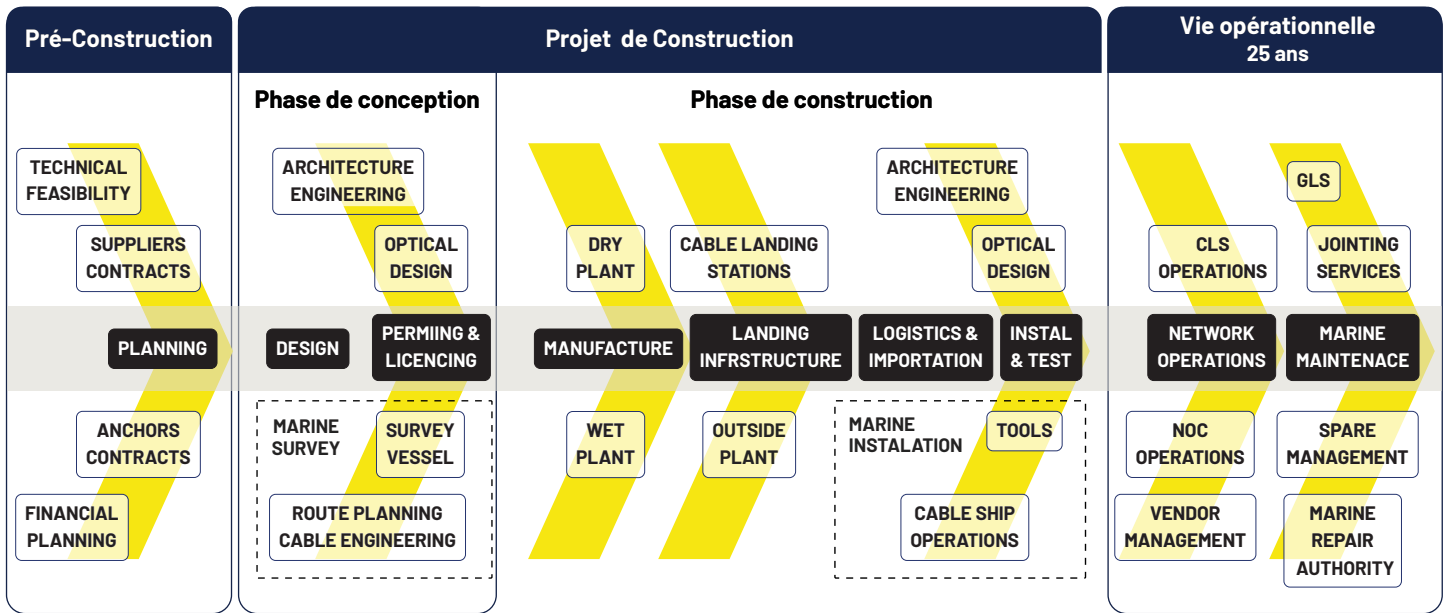 Pré-Construction
Projet de Construction
Vie opérationnelle
25 ans
Phase de conception
Phase de construction
TECHNICAL
FEASIBILITY
SUPPLIERS
CONTRACTS
PLANNING
ANCHORS
CONTRACTS
FINANCIAL
PLANNING
ARCHITECTURE
ENGINEERING
OPTICAL
DESIGN
DESIGN
PERMIING &
LICENCING
MARINE
SURVEY
SURVEY
VESSEL
ROUTE PLANNING
CABLE ENGINEERING
DRY
PLANT
CABLE LANDING
STATIONS
ARCHITECTURE
ENGINEERING
OPTICAL
DESIGN
MANUFACTURE
LANDING
INFRSTRUCTURE
LOGISTICS &
IMPORTATION
INSTAL
& TEST
WET
PLANT
OUTSIDE
PLANT
MARINE
INSTALATION
TOOLS
CABLE SHIP
OPERATIONS
GLS
CLS
OPERATIONS
JOINTING
SERVICES
NETWORK
OPERATIONS
MARINE
MAINTENACE
NOC
OPERATIONS
SPARE
MANAGEMENT
VENDOR
MANAGEMENT
MARINE
REPAIR
AUTHORITY